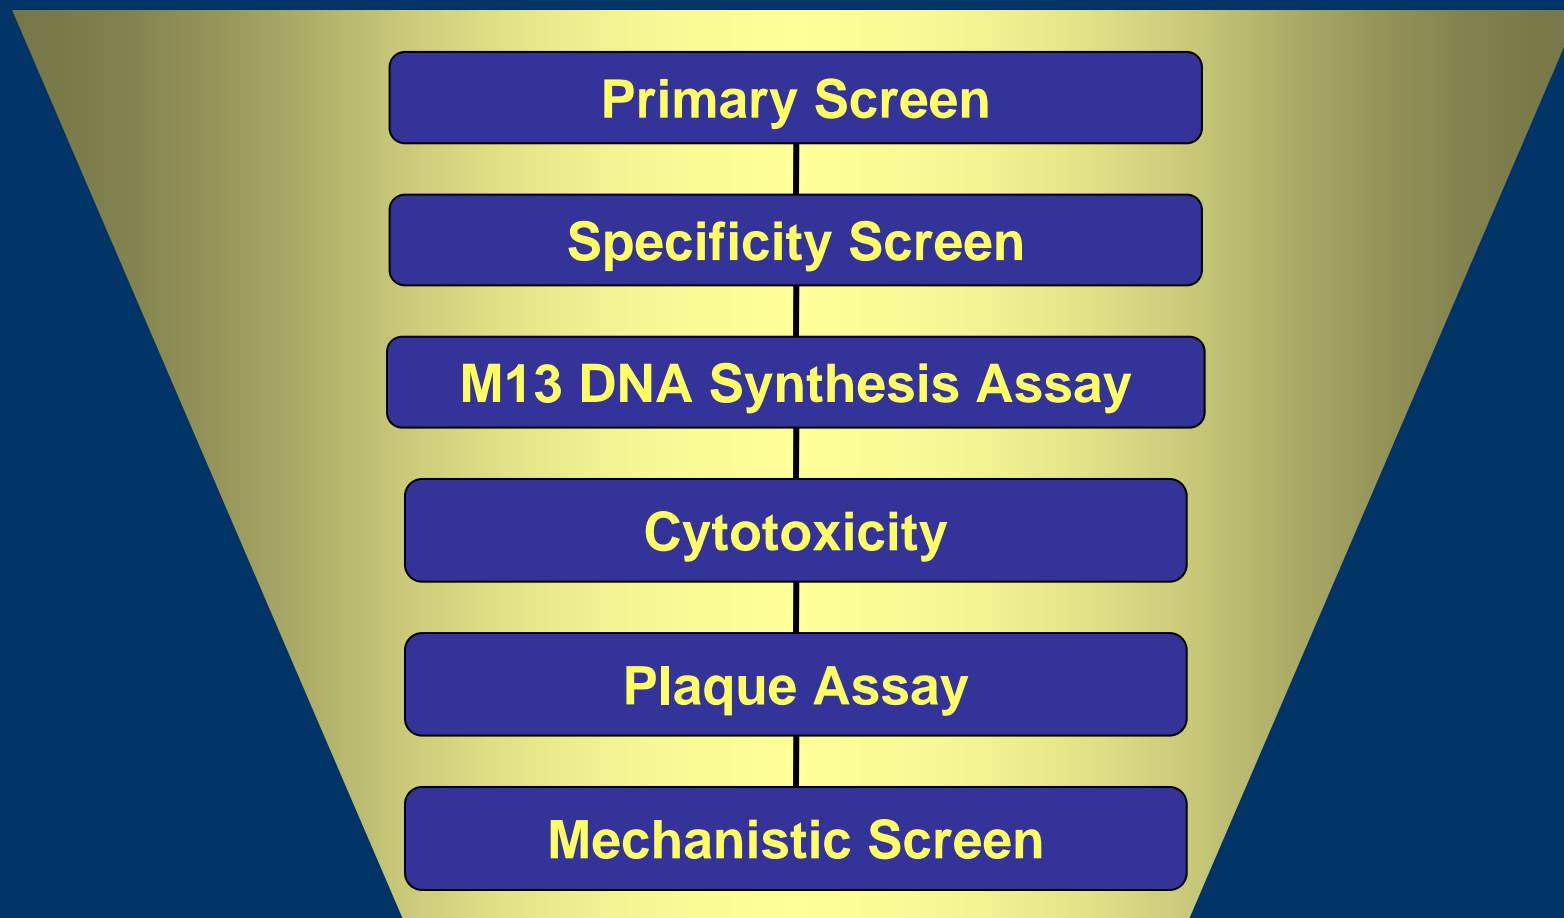 Primary Screen
Specificity Screen
M13 DNA Synthesis Assay
Cytotoxicity
Plaque Assay
Mechanistic Screen